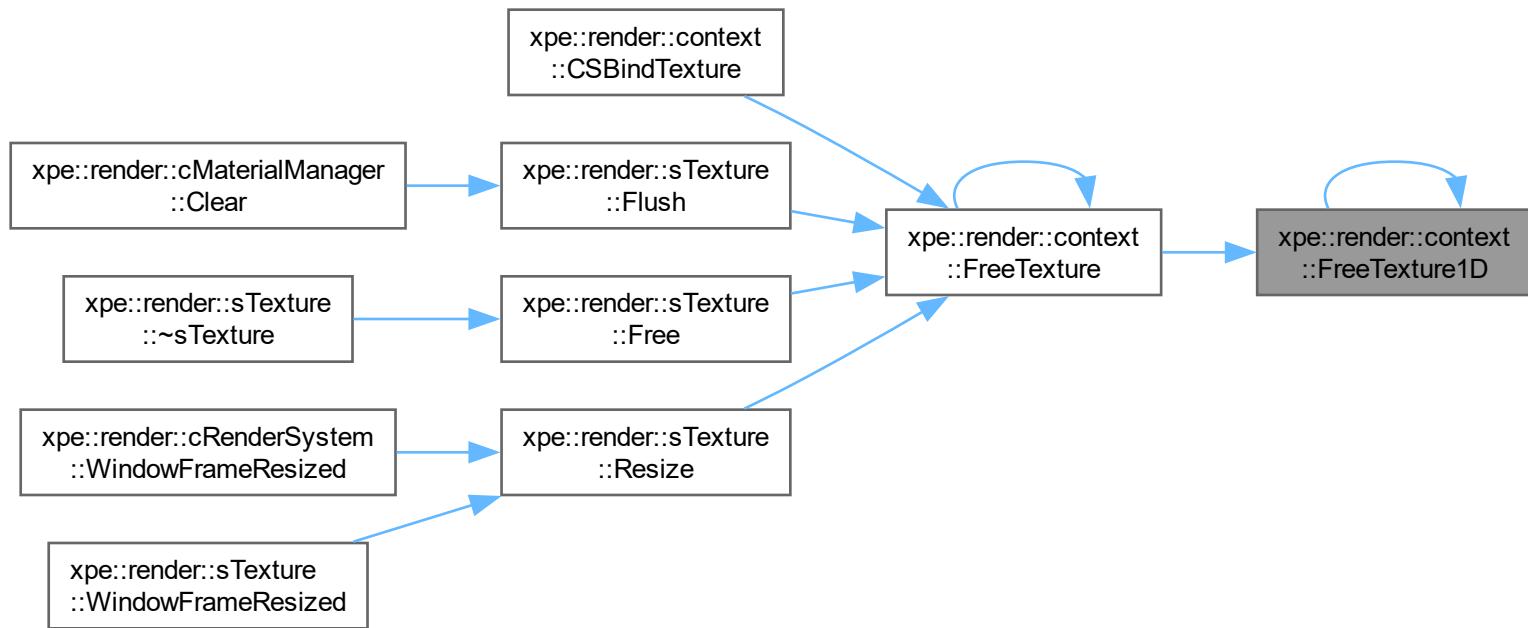 xpe::render::context
::CSBindTexture
xpe::render::cMaterialManager
::Clear
xpe::render::sTexture
::Flush
xpe::render::context
::FreeTexture
xpe::render::context
::FreeTexture1D
xpe::render::sTexture
::~sTexture
xpe::render::sTexture
::Free
xpe::render::cRenderSystem
::WindowFrameResized
xpe::render::sTexture
::Resize
xpe::render::sTexture
::WindowFrameResized